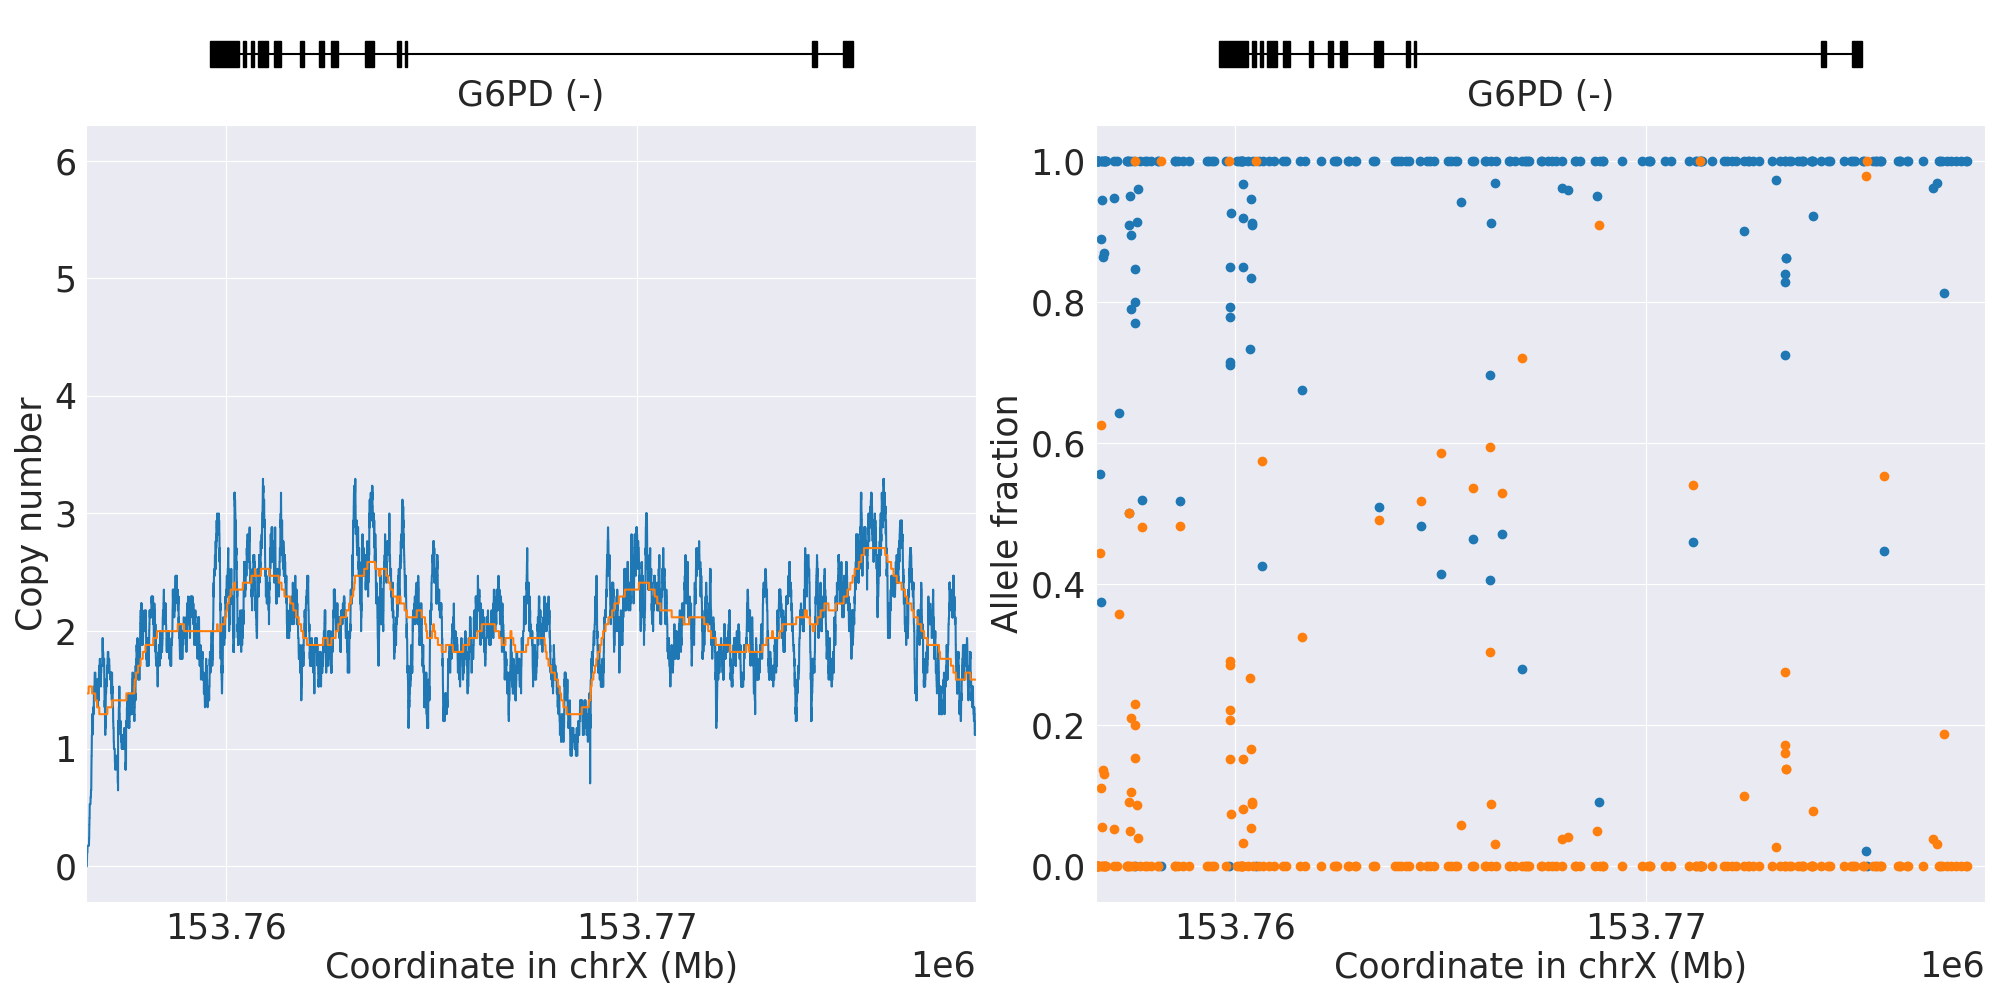 G6PD (-)
G6PD (-)
Copy number
6
5
4
3
2
1
0
153.76
153.77
Coordinate in chrX (Mb)
1e6
Allele fraction
1.0
0.8
0.6
0.4
0.2
0.0
153.76
153.77
Coordinate in chrX (Mb)
1e6